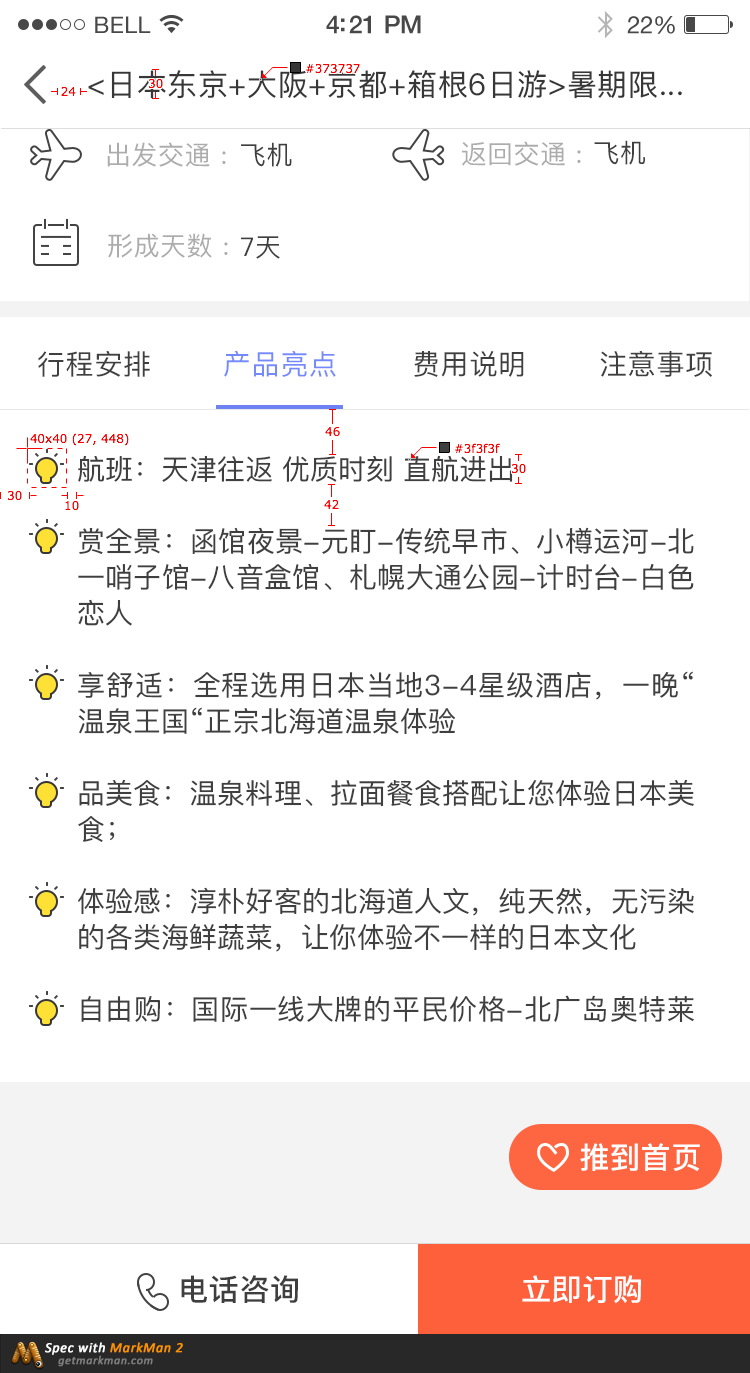 BELL 4:21 PM 22%
#373737
24 <日本东京+大阪+京都+箱根6日游>暑期限...
30
出发交通：飞机 返回交通：飞机
形成天数：7天
行程安排 产品亮点 费用说明 注意事项
40x40 (27, 448) 46
#3f3f3f
航班：天津往返 优质时刻 直航进出 30
30 10 42
赏全景：函馆夜景-元町-传统早市、小樽运河-北
一哨子馆-八音盒馆、札幌大通公园-计时台-白色
恋人
享舒适：全程选用日本当地3-4星级酒店，一晚“
温泉王国“正宗北海道温泉体验
品美食：温泉料理、拉面餐食搭配让您体验日本美
食；
体验感：淳朴好客的北海道人文，纯天然，无污染
的各类海鲜蔬菜，让你体验不一样的日本文化
自由购：国际一线大牌的平民价格-北广岛奥特莱
推到首页
电话咨询 立即订购
Spec with MarkMan 2
getmarkman.com